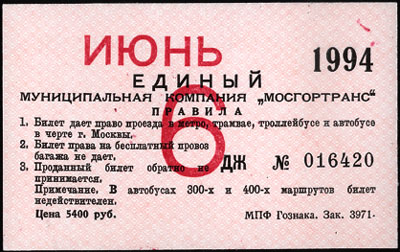 ИЮНЬ
1994
6
ЕДИНЫЙ
МУНИЦИПАЛЬНАЯ КОМПАНИЯ „МОСГОРТРАНС“
ПРАВИЛА
1. Билет дает право проезда в метро, трамвае, троллейбусе и автобусе
в черте г. Москвы.
2. Билет права на бесплатный провоз
багажа не дает.
3. Проданный билет обратно не
принимается.
ДЖ № 016420
Примечание. В автобусах 300-х и 400-х маршрутов билет
недействителен.
Цена 5400 руб.
МПФ Гознака. Зак. 3971.